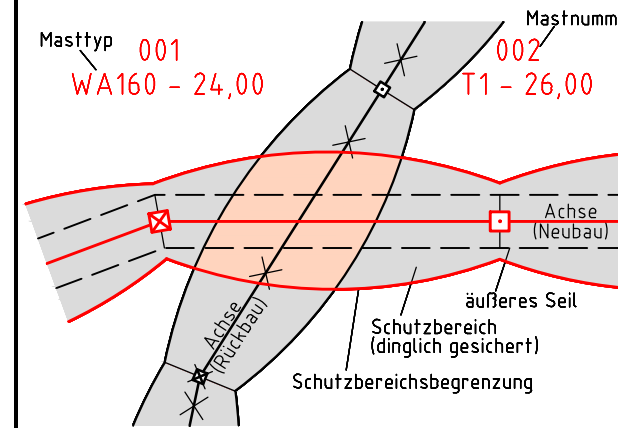 Mastnumm
Masttyp
001
002
WA160 - 24,00
T1 - 26,00
Achse
(Neubau)
äußeres Seil
Achse
(Rückbau)
Schutzbereich
(dinglich gesichert)
Schutzbereichsbegrenzung